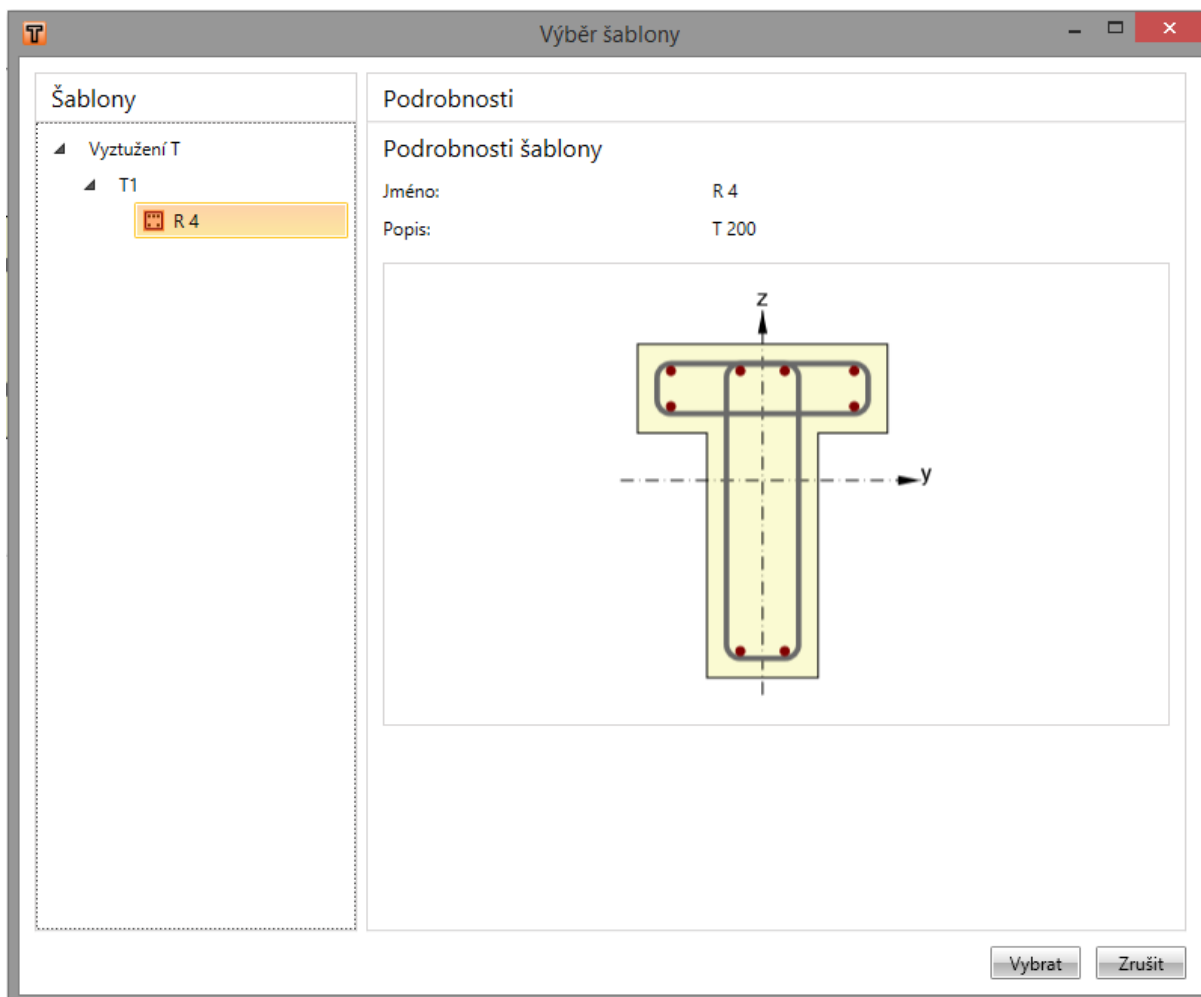 Výběr šablony
Šablony
Vyztužení T
T1
R 4
Podrobnosti
Podrobnosti šablony
Jméno: R 4
Popis: T 200
z
y
Vybrat Zrušit